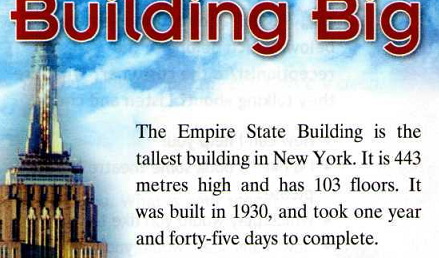 Building Big
The Empire State Building is the
tallest building in New York. It is 443
metres high and has 103 floors. It
was built in 1930, and took one year
and forty-five days to complete.